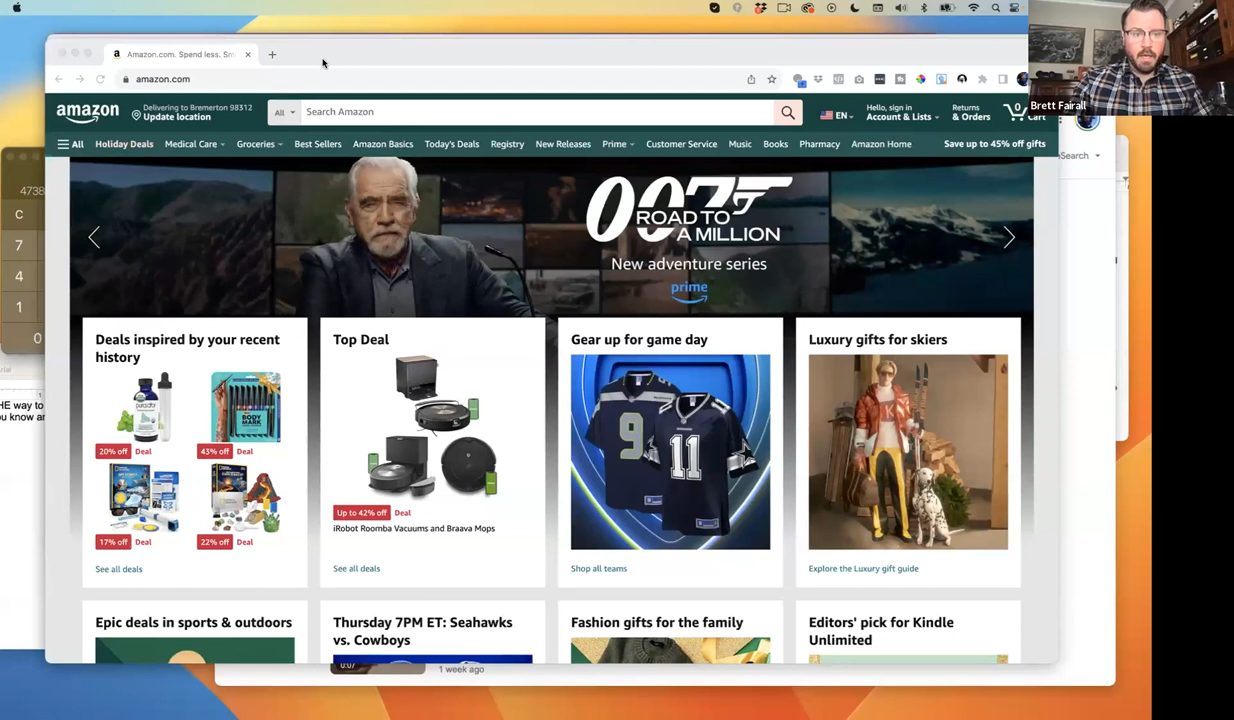 Amazon.com. Spend less. Sm
amazon.com
Brett Fairall
amazon
Delivering to Bremerton 98312
Update location
All
Search Amazon
EN
Hello, sign in
Account & Lists
Returns
& Orders
0
Cart
All
Holiday Deals
Medical Care
Groceries
Best Sellers
Amazon Basics
Today's Deals
Registry
New Releases
Prime
Customer Service
Music
Books
Pharmacy
Amazon Home
Save up to 45% off gifts
Search
4738
C
7
4
1
0
007
ROAD TO
A MILLION
New adventure series
prime
Deals inspired by your recent
history
BODY
MARK
20% off Deal
43% off Deal
17% off Deal
22% off Deal
See all deals
Top Deal
Up to 42% off Deal
iRobot Roomba Vacuums and Braava Mops
See all deals
Gear up for game day
9
11
Shop all teams
Luxury gifts for skiers
Explore the Luxury gift guide
1
HE way to
u know an
Epic deals in sports & outdoors
Thursday 7PM ET: Seahawks
vs. Cowboys
Fashion gifts for the family
Editors' pick for Kindle
Unlimited
0:07
1 week ago